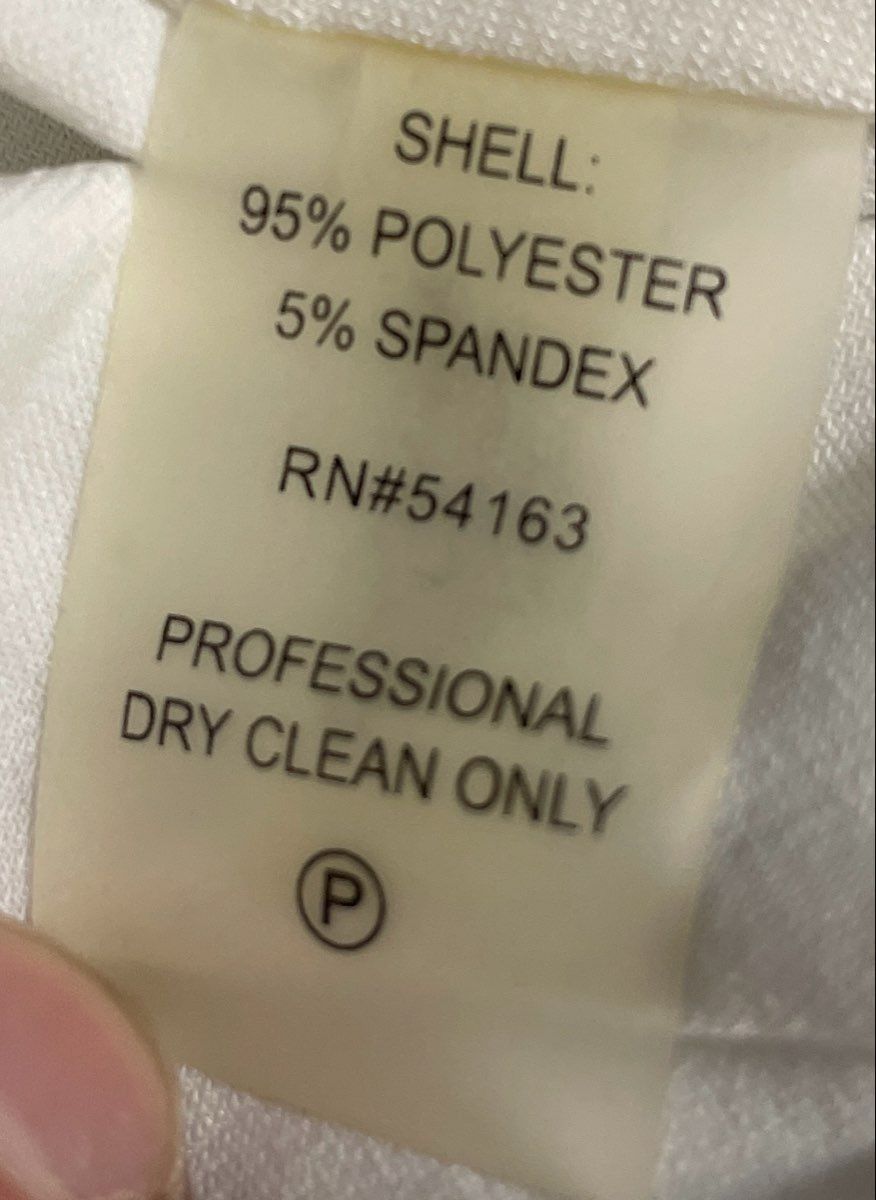 SHELL:
95% POLYESTER
5% SPANDEX
RN#54163
PROFESSIONAL
DRY CLEAN ONLY
P